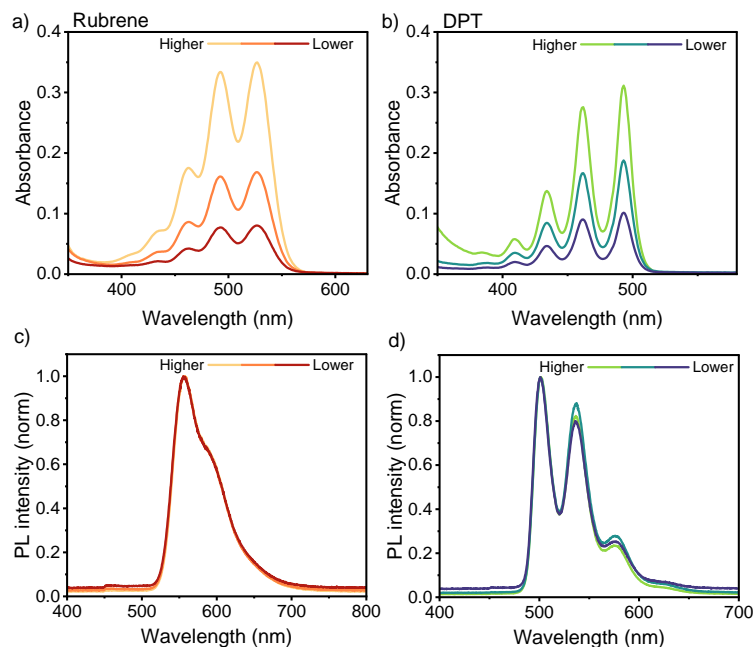 a) Rubrene
Higher Lower
0.4
0.3
0.2
0.1
0.0
Absorbance
400 500 600
Wavelength (nm)
b) DPT
Higher Lower
0.4
0.3
0.2
0.1
0.0
Absorbance
400 500
Wavelength (nm)
c)
Higher Lower
1.0
0.8
0.6
0.4
0.2
0.0
PL intensity (norm)
400 500 600 700 800
Wavelength (nm)
d)
Higher Lower
1.0
0.8
0.6
0.4
0.2
0.0
PL intensity (norm)
400 500 600 700
Wavelength (nm)